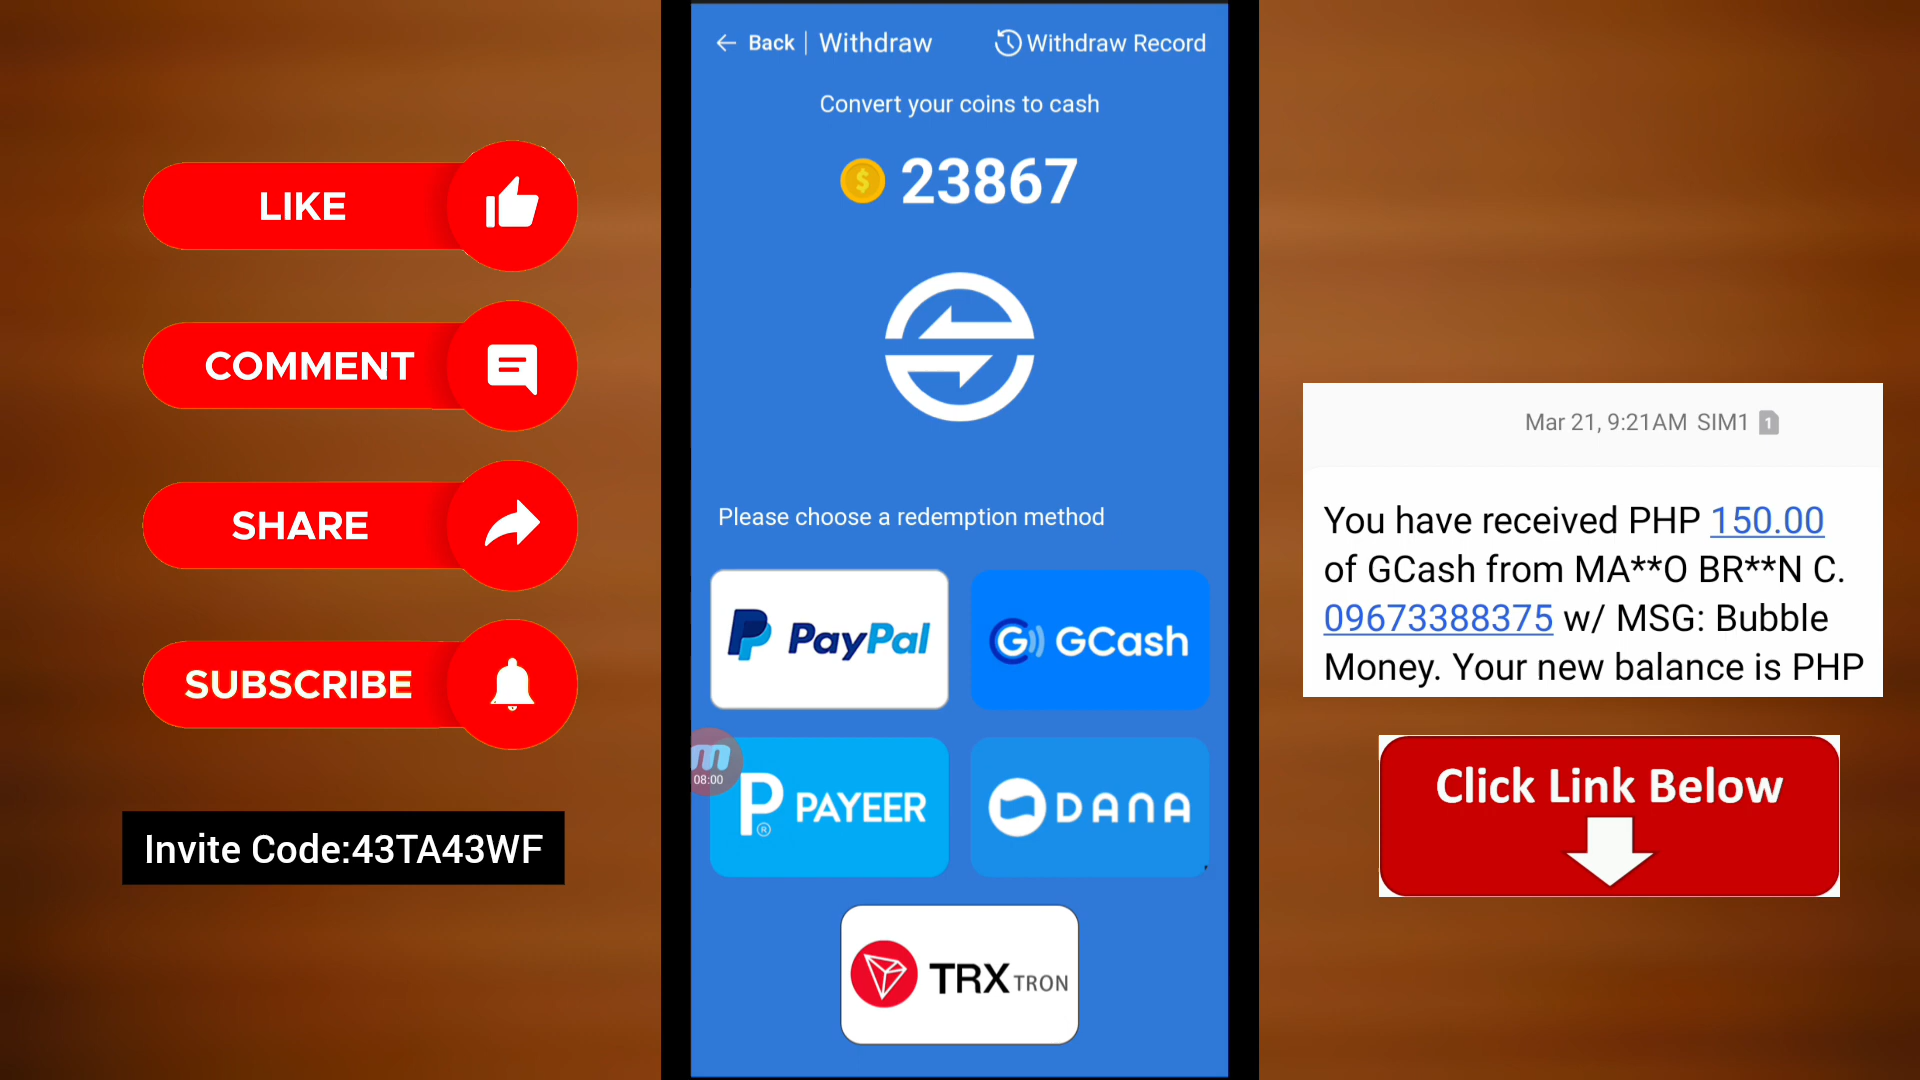 LIKE
COMMENT
SHARE
SUBSCRIBE
Invite Code:43TA43WF
Back | Withdraw
Withdraw Record
Convert your coins to cash
$ 23867
Please choose a redemption method
PayPal
G GCash
08:00
P® PAYEER
DANA
TRX TRON
Mar 21, 9:21AM SIM1 1
You have received PHP 150.00
of GCash from MA**O BR**N C.
09673388375 w/ MSG: Bubble
Money. Your new balance is PHP
Click Link Below